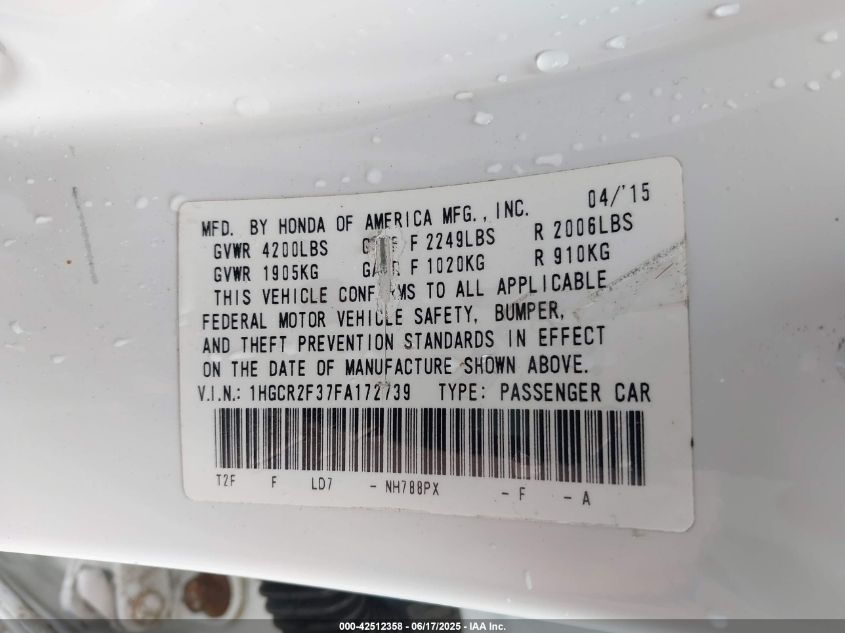 MFD. BY HONDA OF AMERICA MFG., INC. 04/'15
GVWR 4200LBS F 2249LBS R 2006LBS
GVWR 1905KG F 1020KG R 910KG
THIS VEHICLE CONFORMS TO ALL APPLICABLE
FEDERAL MOTOR VEHICLE SAFETY, BUMPER,
AND THEFT PREVENTION STANDARDS IN EFFECT
ON THE DATE OF MANUFACTURE SHOWN ABOVE.
V.I.N.: 1HGCR2F37FA172739 TYPE: PASSENGER CAR
T2F F LD7 - NH788PX - F - A
000-42512358 - 06/17/2025 - IAA Inc.